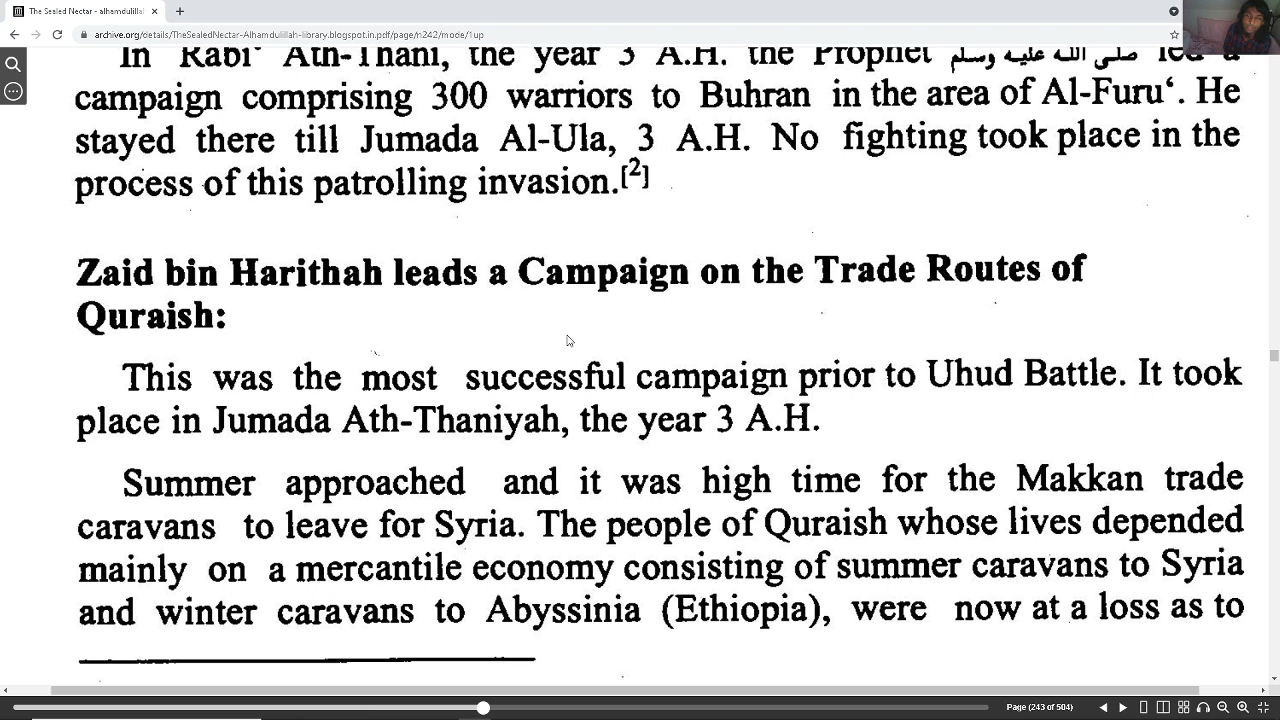 The Sealed Nectar - alhamdulillal
archive.org/details/TheSealedNectar-Alhamdulillah-library.blogspot.in.pdf/page/n242/mode/1up
In Rabi‘ Ath-Thani, the year 3 A.H. the Prophet صلى الله عليه وسلم led a
campaign comprising 300 warriors to Buhran in the area of Al-Furu‘. He
stayed there till Jumada Al-Ula, 3 A.H. No fighting took place in the
process of this patrolling invasion.[2]
Zaid bin Harithah leads a Campaign on the Trade Routes of
Quraish:
This was the most successful campaign prior to Uhud Battle. It took
place in Jumada Ath-Thaniyah, the year 3 A.H.
Summer approached and it was high time for the Makkan trade
caravans to leave for Syria. The people of Quraish whose lives depended
mainly on a mercantile economy consisting of summer caravans to Syria
and winter caravans to Abyssinia (Ethiopia), were now at a loss as to
Page (243 of 504)